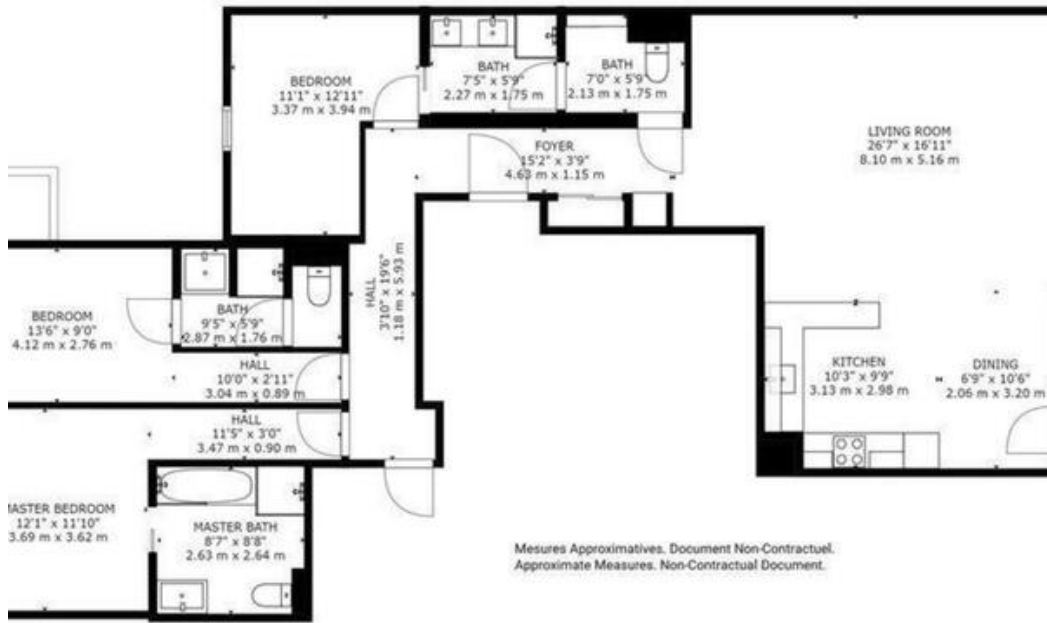 BEDROOM
11'1" x 12'11"
3.37 m x 3.94 m
BATH
7'5" x 5'9"
2.27 m x 1.75 m
BATH
7'0" x 5'9"
2.13 m x 1.75 m
FOYER
15'2" x 3'9"
4.63 m x 1.15 m
LIVING ROOM
26'7" x 16'11"
8.10 m x 5.16 m
HALL
3'10" x 19'6"
1.18 m x 5.93 m
BEDROOM
13'6" x 9'0"
4.12 m x 2.76 m
BATH
9'5" x 5'9"
2.87 m x 1.76 m
HALL
10'0" x 2'11"
3.04 m x 0.89 m
KITCHEN
10'3" x 9'9"
3.13 m x 2.98 m
DINING
6'9" x 10'6"
2.06 m x 3.20 m
HALL
11'5" x 3'0"
3.47 m x 0.90 m
MASTER BEDROOM
12'1" x 11'10"
3.69 m x 3.62 m
MASTER BATH
8'7" x 8'8"
2.63 m x 2.64 m
Mesures Approximatives. Document Non-Contractuel.
Approximate Measures. Non-Contractual Document.